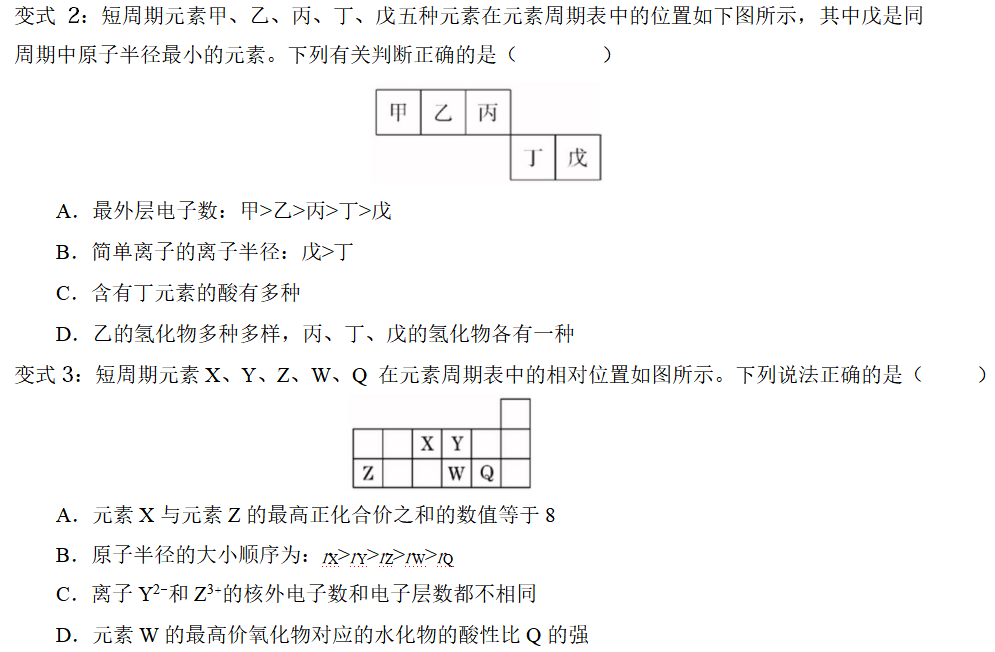 变式 2：短周期元素甲、乙、丙、丁、戊五种元素在元素周期表中的位置如下图所示，其中戊是同
周期中原子半径最小的元素。下列有关判断正确的是（ ）
甲 乙 丙
丁 戊
A．最外层电子数：甲>乙>丙>丁>戊
B．简单离子的离子半径：戊>丁
C．含有丁元素的酸有多种
D．乙的氢化物多种多样，丙、丁、戊的氢化物各有一种
变式 3：短周期元素 X、Y、Z、W、Q 在元素周期表中的相对位置如图所示。下列说法正确的是（ ）
X Y
Z W Q
A．元素 X 与元素 Z 的最高正化合价之和的数值等于 8
B．原子半径的大小顺序为：rX>rY>rZ>rW>rQ
C．离子 Y²⁻和 Z³⁺的核外电子数和电子层数都不相同
D．元素 W 的最高价氧化物对应的水化物的酸性比 Q 的强